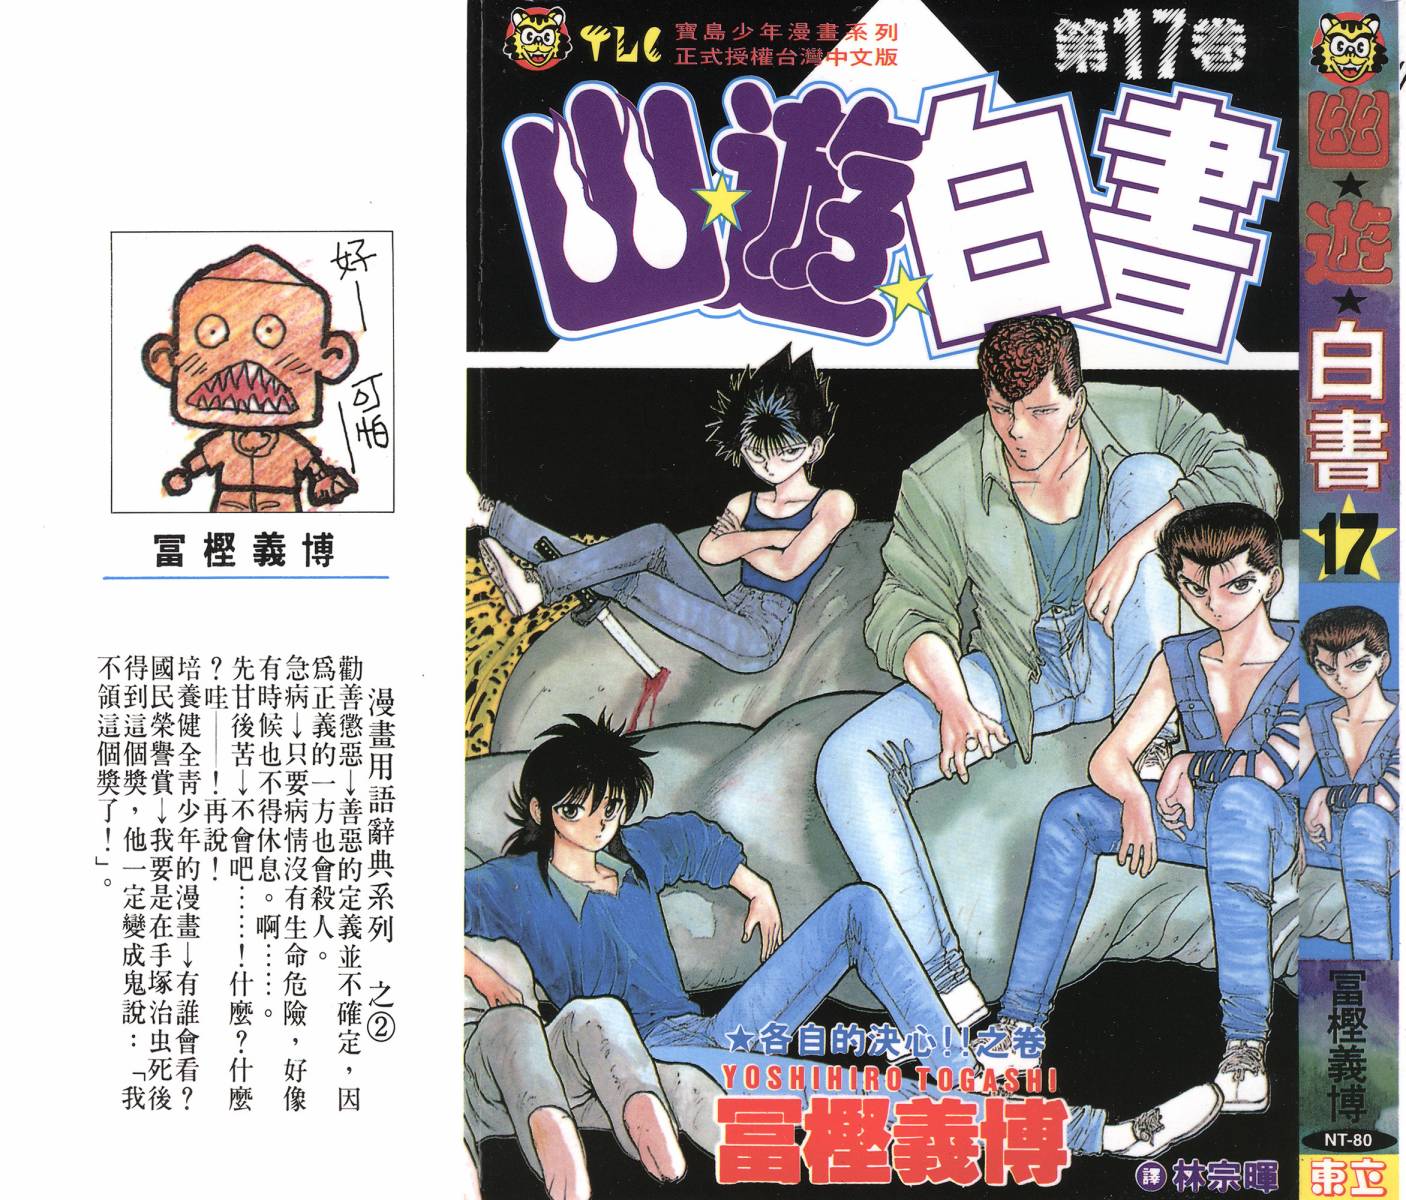 好
一
可怕
一
冨樫義博
漫畫用語辭典系列 之②
勸善懲惡→善惡的定義並不確定，因
爲正義的一方也會殺人。
急病→只要病情沒有生命危險，好像
有時候也不得休息。啊……。
先甘後苦→不會吧……！什麼？什麼
？哇——！再說！
培養健全靑少年的漫畫→有誰會看？
國民榮譽賞→我要是在手塚治虫死後
得到這個獎，他一定變成鬼說：「我
不領這個獎了！」。
TLC
寶島少年漫畫系列
正式授權台灣中文版
第17卷
幽★遊★白書
★各自的決心!!之卷
YOSHIHIRO TOGASHI
冨樫義博
譯 林宗暉
幽★遊★白書
17
冨樫義博
NT-80
東立